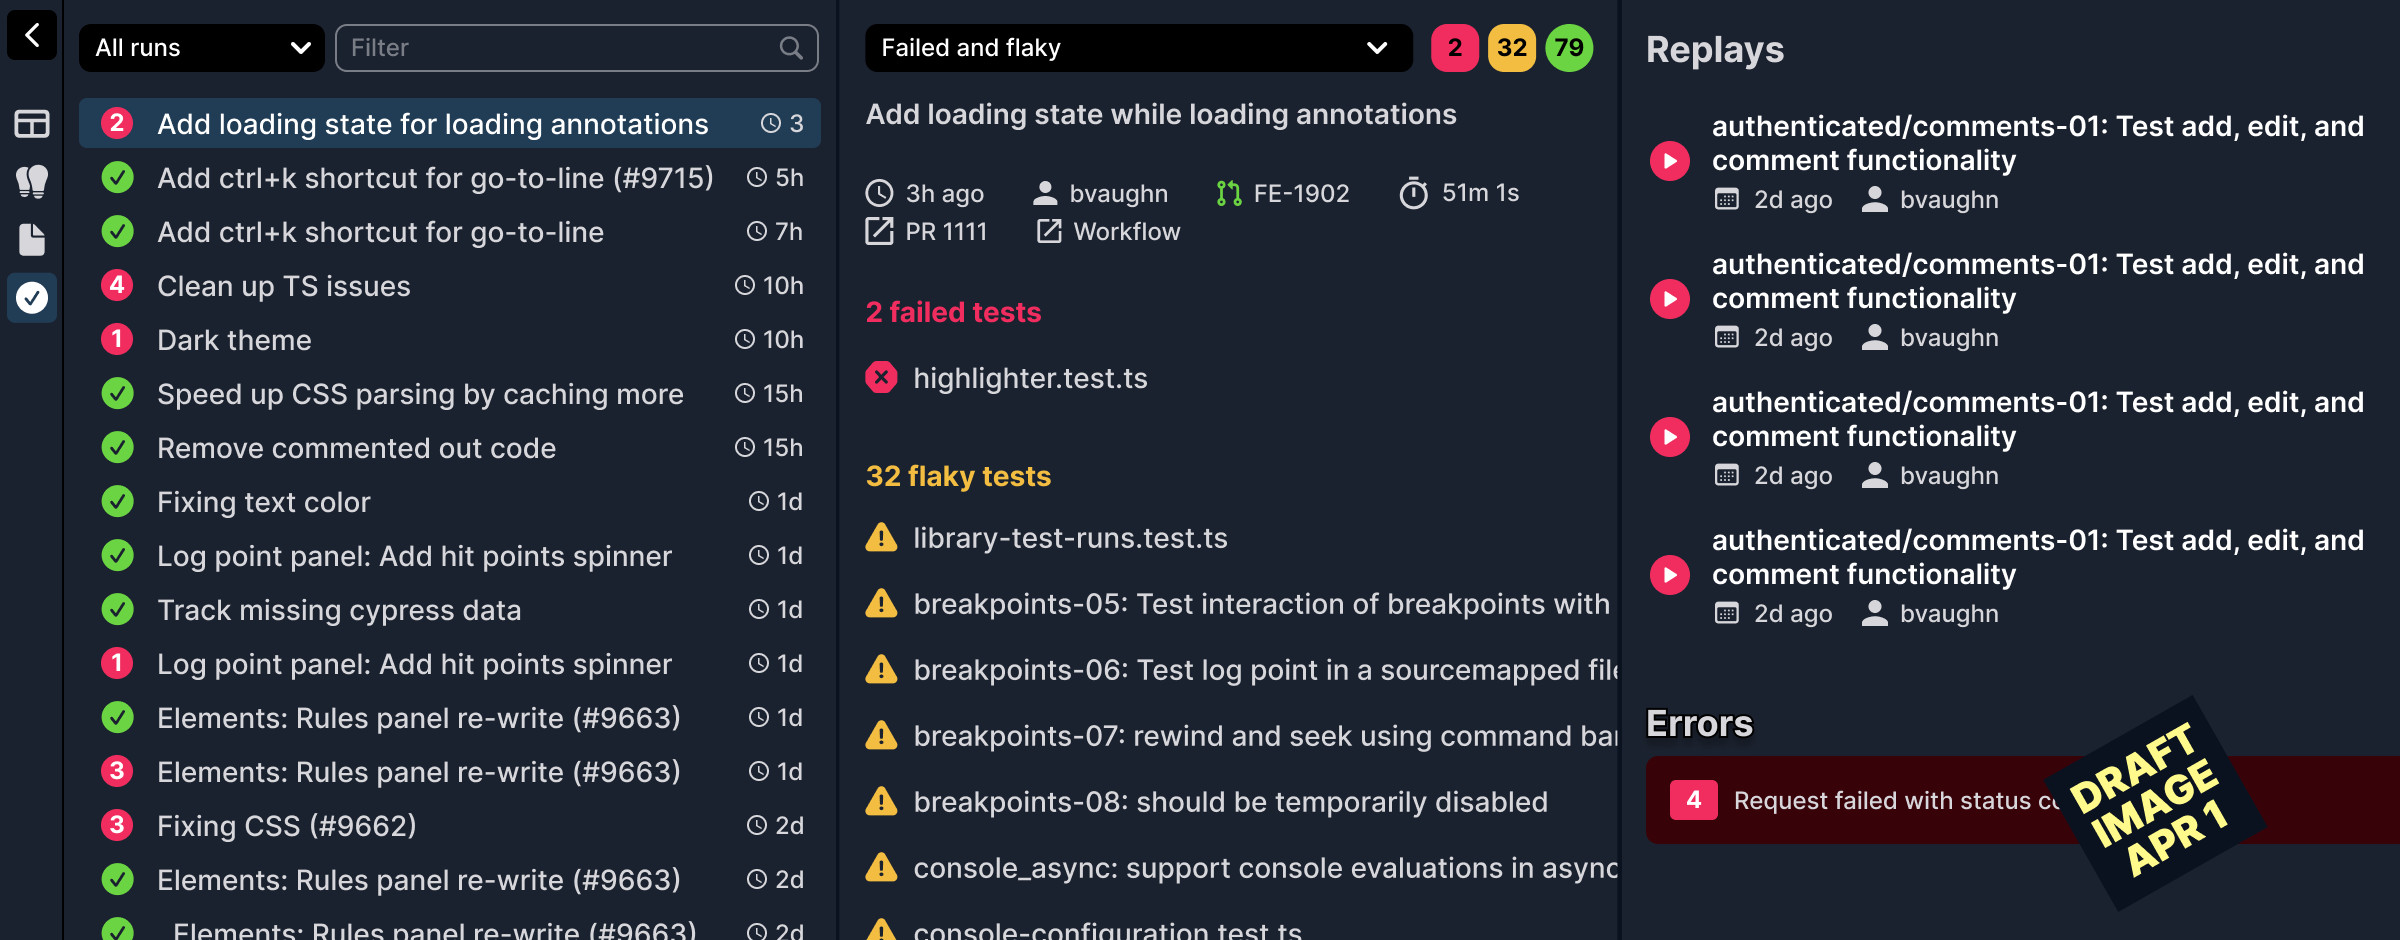 All runs
Filter
2 Add loading state for loading annotations 3
Add ctrl+k shortcut for go-to-line (#9715) 5h
Add ctrl+k shortcut for go-to-line 7h
4 Clean up TS issues 10h
1 Dark theme 10h
Speed up CSS parsing by caching more 15h
Remove commented out code 15h
Fixing text color 1d
Log point panel: Add hit points spinner 1d
Track missing cypress data 1d
1 Log point panel: Add hit points spinner 1d
Elements: Rules panel re-write (#9663) 1d
3 Elements: Rules panel re-write (#9663) 1d
3 Fixing CSS (#9662) 2d
Elements: Rules panel re-write (#9663) 2d
Elements: Rules panel re-write (#9663) 2d
Failed and flaky 2 32 79
Add loading state while loading annotations
3h ago bvaughn FE-1902 51m 1s
PR 1111 Workflow
2 failed tests
highlighter.test.ts
32 flaky tests
library-test-runs.test.ts
breakpoints-05: Test interaction of breakpoints with
breakpoints-06: Test log point in a sourcemapped file
breakpoints-07: rewind and seek using command bar
breakpoints-08: should be temporarily disabled
console_async: support console evaluations in async
console-configuration.test.ts
Replays
authenticated/comments-01: Test add, edit, and
comment functionality
2d ago bvaughn
authenticated/comments-01: Test add, edit, and
comment functionality
2d ago bvaughn
authenticated/comments-01: Test add, edit, and
comment functionality
2d ago bvaughn
authenticated/comments-01: Test add, edit, and
comment functionality
2d ago bvaughn
Errors
4 Request failed with status
DRAFT
IMAGE
APR 1